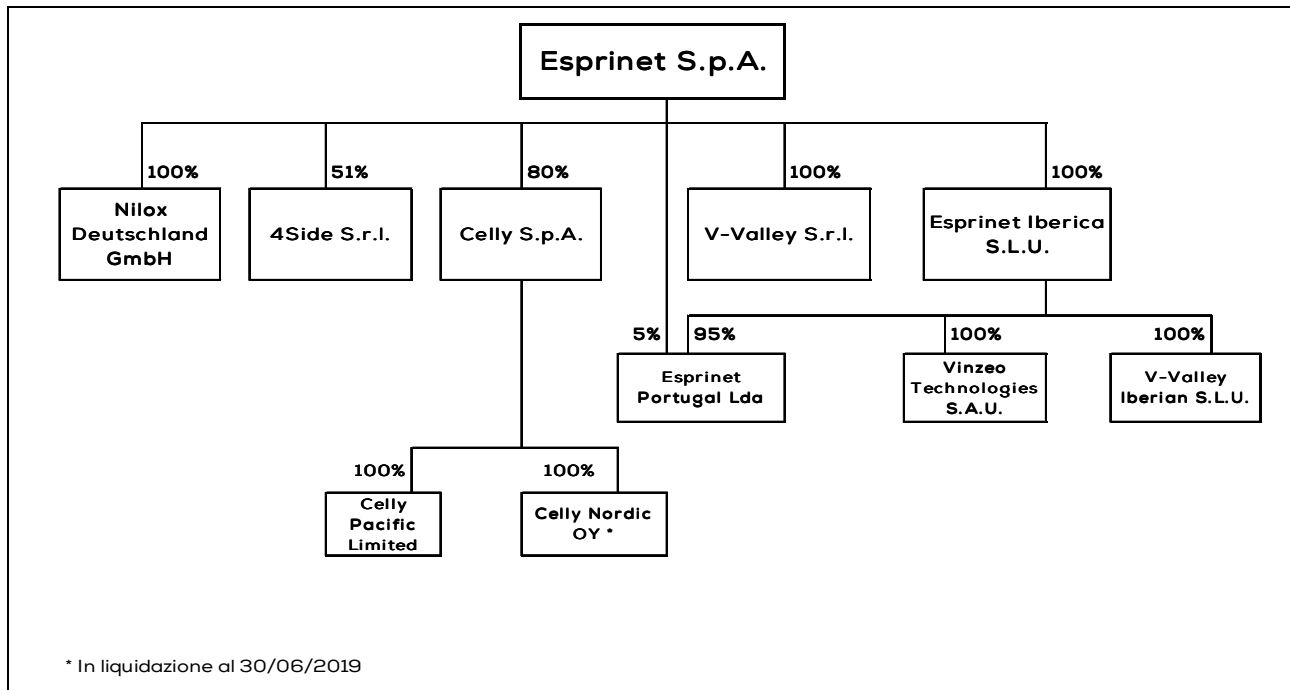 Esprinet S.p.A.
100%
51%
80%
100%
100%
Nilox
Deutschland
GmbH
4Side S.r.l.
Celly S.p.A.
V-Valley S.r.l.
Esprinet Iberica
S.L.U.
5%
95%
100%
100%
Esprinet
Portugal Lda
Vinzeo
Technologies
S.A.U.
V-Valley
Iberian S.L.U.
100%
100%
Celly
Pacific
Limited
Celly Nordic
OY *
* In liquidazione al 30/06/2019